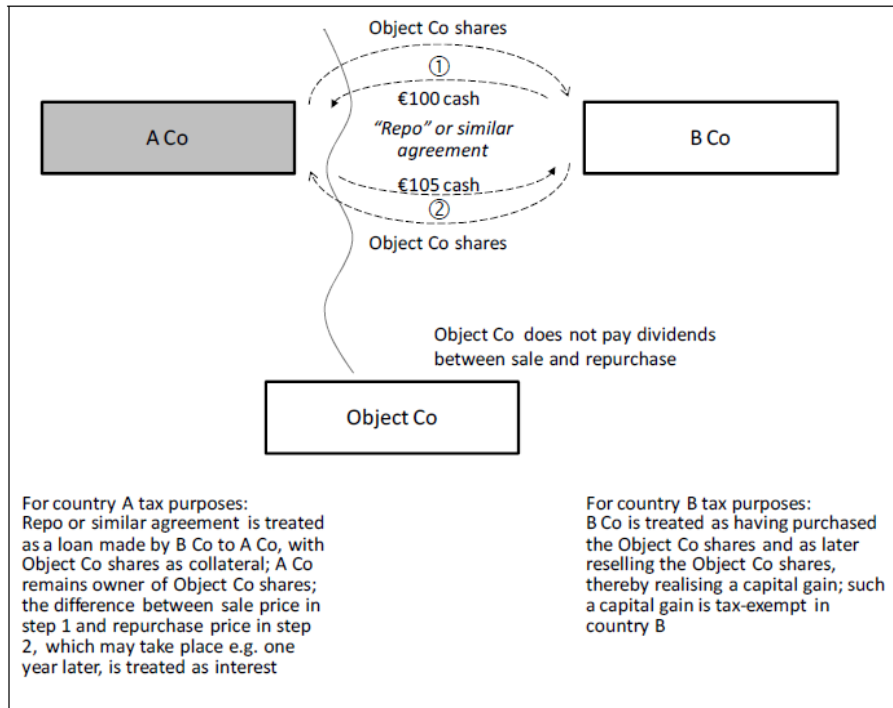 Object Co shares
①
€100 cash
A Co
"Repo" or similar
agreement
B Co
€105 cash
②
Object Co shares
Object Co does not pay dividends
between sale and repurchase
Object Co
For country A tax purposes:
Repo or similar agreement is treated
as a loan made by B Co to A Co, with
Object Co shares as collateral; A Co
remains owner of Object Co shares;
the difference between sale price in
step 1 and repurchase price in step
2, which may take place e.g. one
year later, is treated as interest
For country B tax purposes:
B Co is treated as having purchased
the Object Co shares and as later
reselling the Object Co shares,
thereby realising a capital gain; such
a capital gain is tax-exempt in
country B